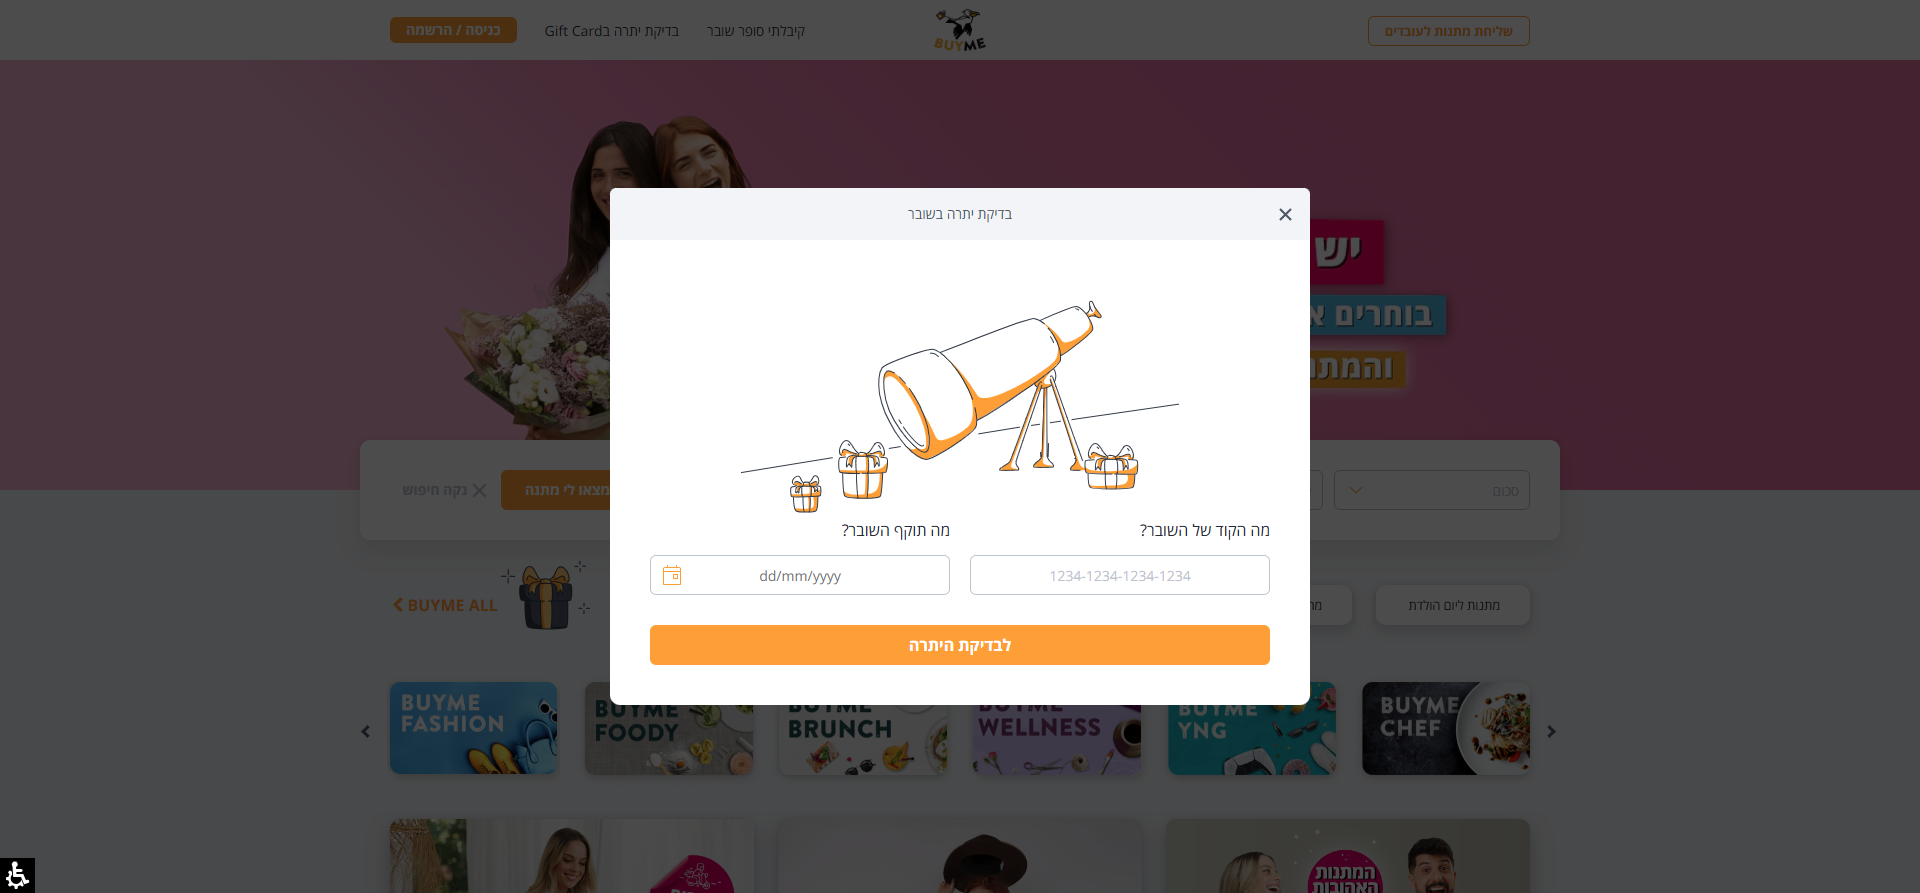 שליחת מתנות לעובדים
BUYME
קיבלתי סופר שובר
בדיקת יתרה בGift Card
כניסה / הרשמה
יש
בוחרים
בדיקת יתרה בשובר
מה הקוד של השובר?
1234-1234-1234-1234
מה תוקף השובר?
dd/mm/yyyy
לבדיקת היתרה
סכום
מצאו לי מתנה
נקה חיפוש
מתנות ליום הולדת
BUYME ALL
BUYME
FASHION
BUYME
FOODY
BUYME
BRUNCH
BUYME
WELLNESS
BUYME
YNG
BUYME
CHEF
המתנות
האהובות